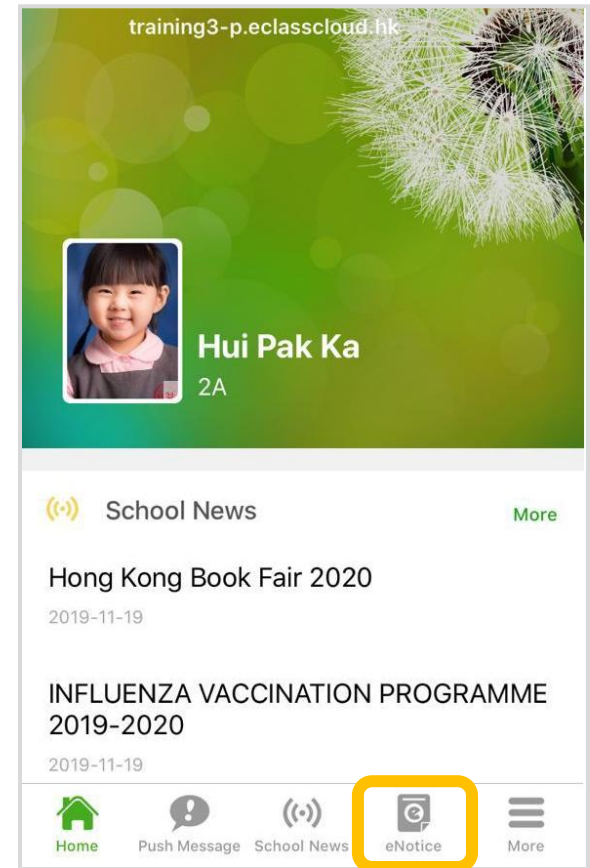 training3-p.eclasscloud.hk
Hui Pak Ka
2A
School News
More
Hong Kong Book Fair 2020
2019-11-19
INFLUENZA VACCINATION PROGRAMME
2019-2020
2019-11-19
Home
Push Message
School News
eNotice
More